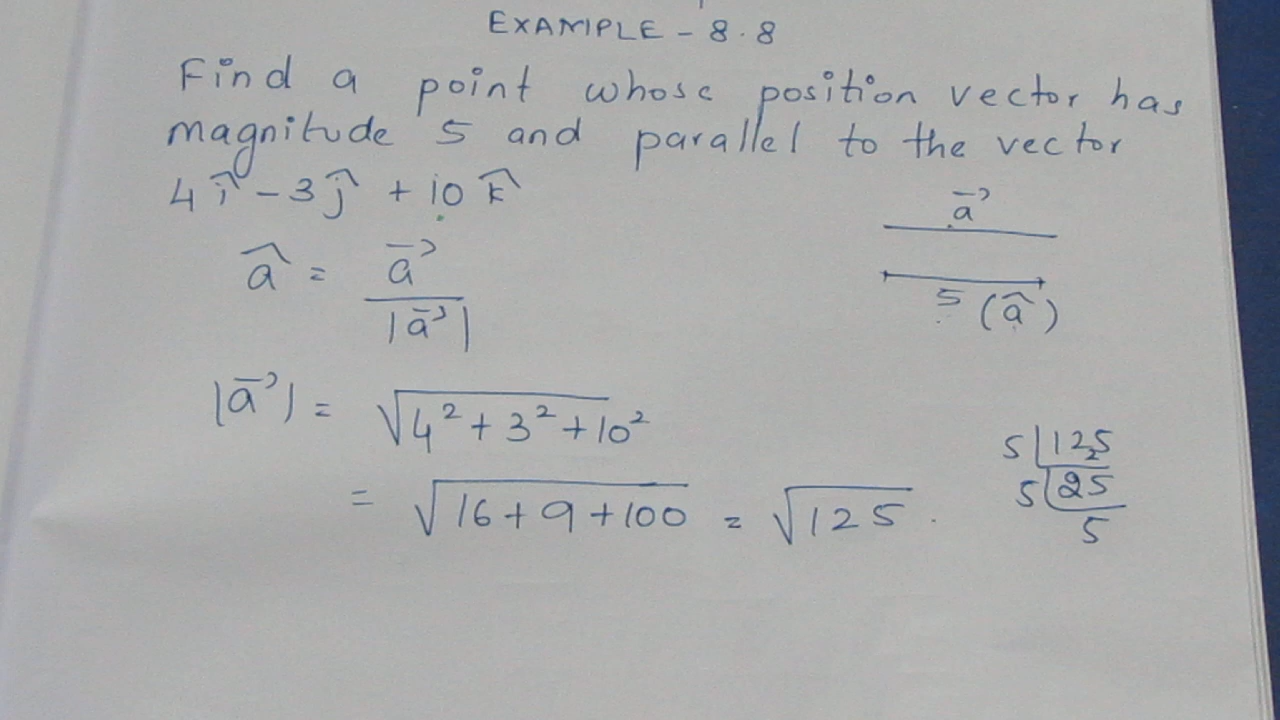 EXAMPLE - 8.8
Find a point whose position vector has
magnitude 5 and parallel to the vector
4î - 3ĵ + 10k̂
â = a⃗ / |a⃗|
a⃗
5 (â)
|a⃗| = √4² + 3² + 10²
= √16 + 9 + 100 = √125 .
5 | 125
5 | 25
5